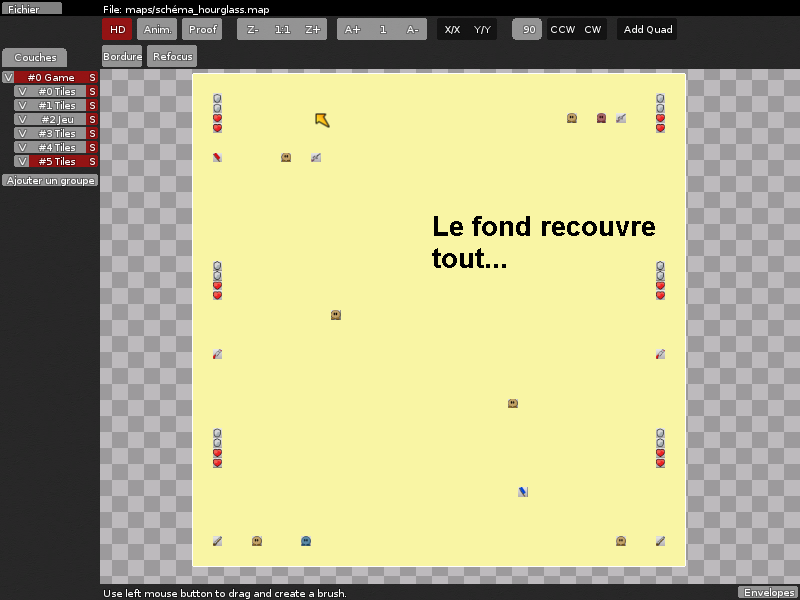 Fichier File: maps/schéma_hourglass.map
HD Anim. Proof Z- 1:1 Z+ A+ 1 A- X/X Y/Y 90 CCW CW Add Quad
Couches Bordure Refocus
V #0 Game S
V #0 Tiles S
V #1 Tiles S
V #2 Jeu S
V #3 Tiles S
V #4 Tiles S
V #5 Tiles S
Ajouter un groupe
Le fond recouvre
tout...
Use left mouse button to drag and create a brush. Envelopes